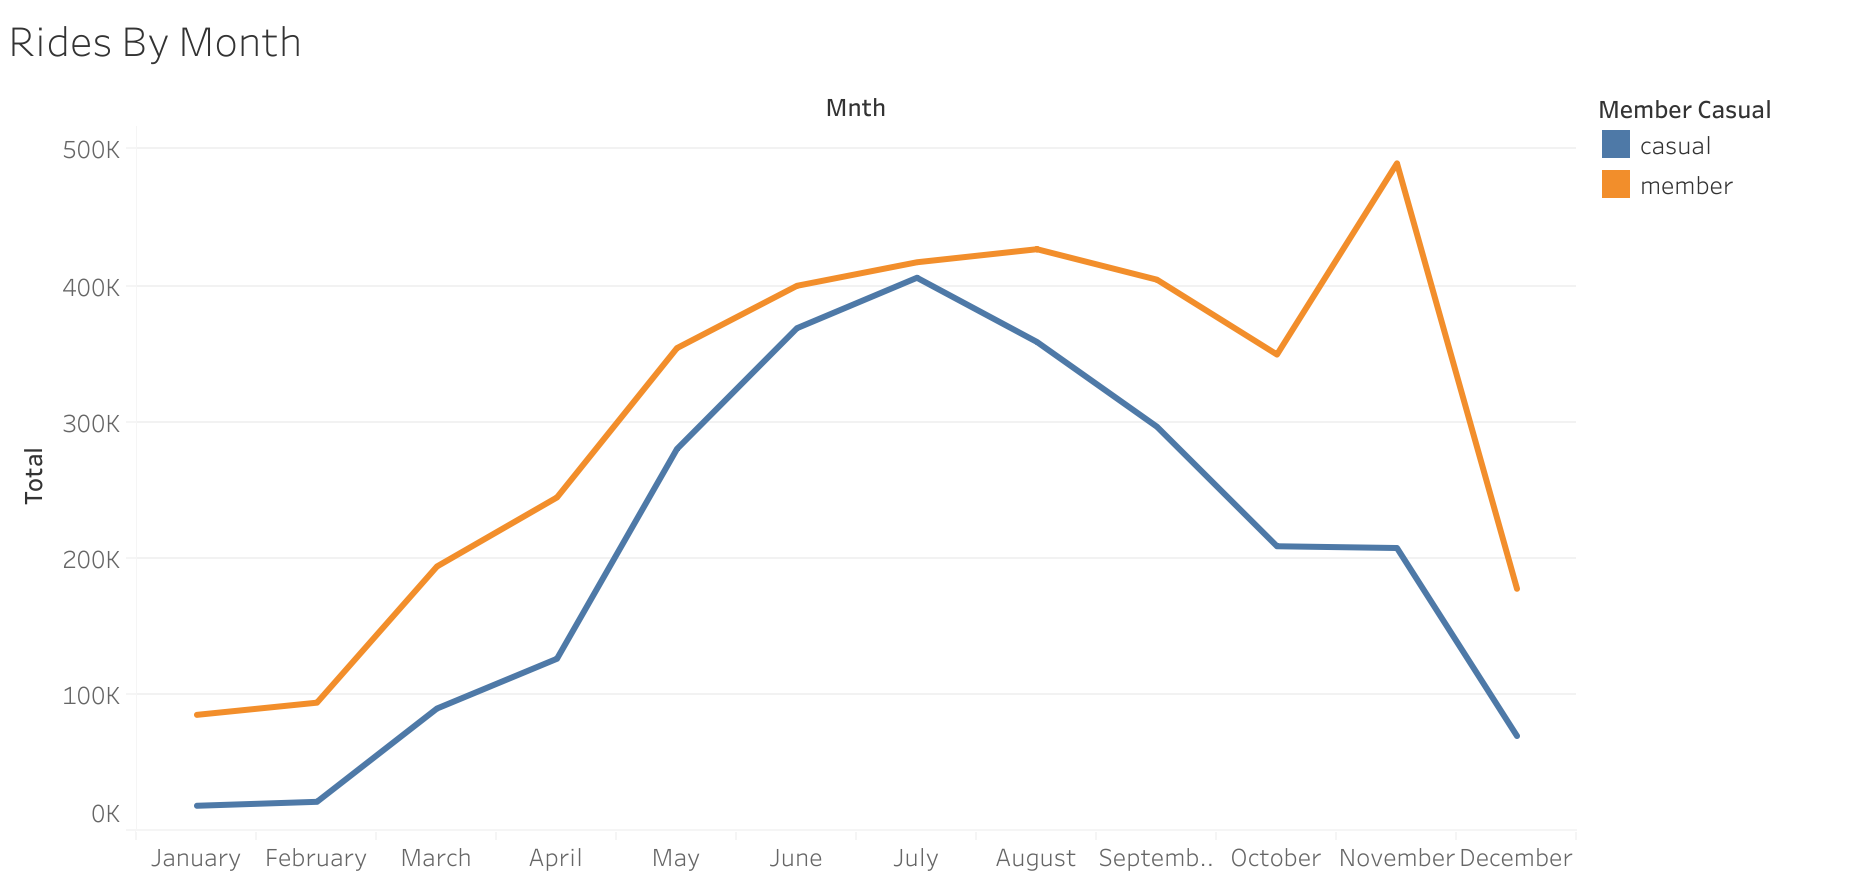 Rides By Month
Mnth
Member Casual
casual
member
Total
500K
400K
300K
200K
100K
0K
January February March April May June July August Septemb.. October November December